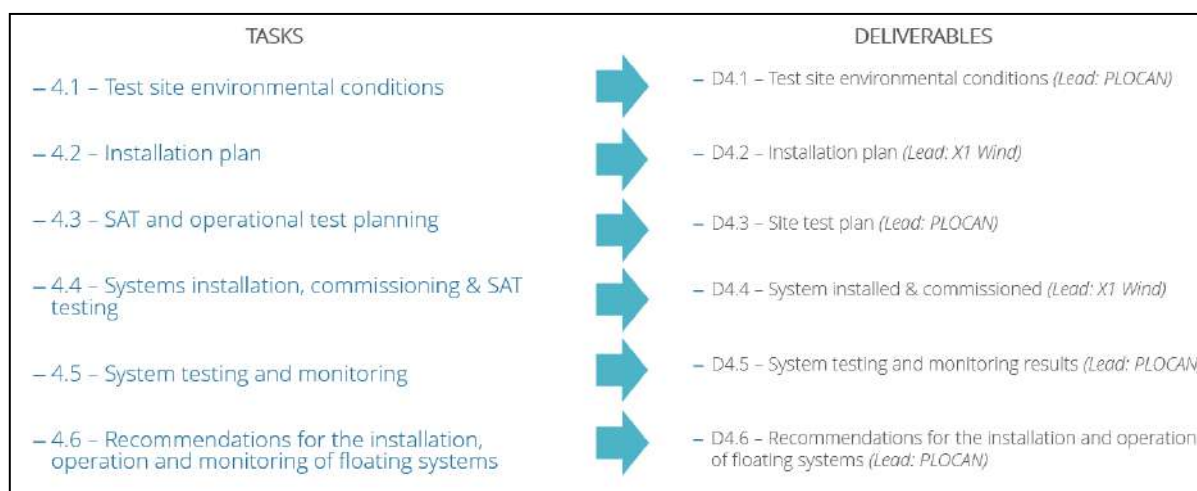 TASKS
DELIVERABLES
– 4.1 – Test site environmental conditions
– D4.1 – Test site environmental conditions (Lead: PLOCAN)
– 4.2 – Installation plan
– D4.2 – Installation plan (Lead: X1 Wind)
– 4.3 – SAT and operational test planning
– D4.3 – Site test plan (Lead: PLOCAN)
– 4.4 – Systems installation, commissioning & SAT
testing
– D4.4 – System installed & commissioned (Lead: X1 Wind)
– 4.5 – System testing and monitoring
– D4.5 – System testing and monitoring results (Lead: PLOCAN
– 4.6 – Recommendations for the installation,
operation and monitoring of floating systems
– D4.6 – Recommendations for the installation and operation
of floating systems (Lead: PLOCAN)